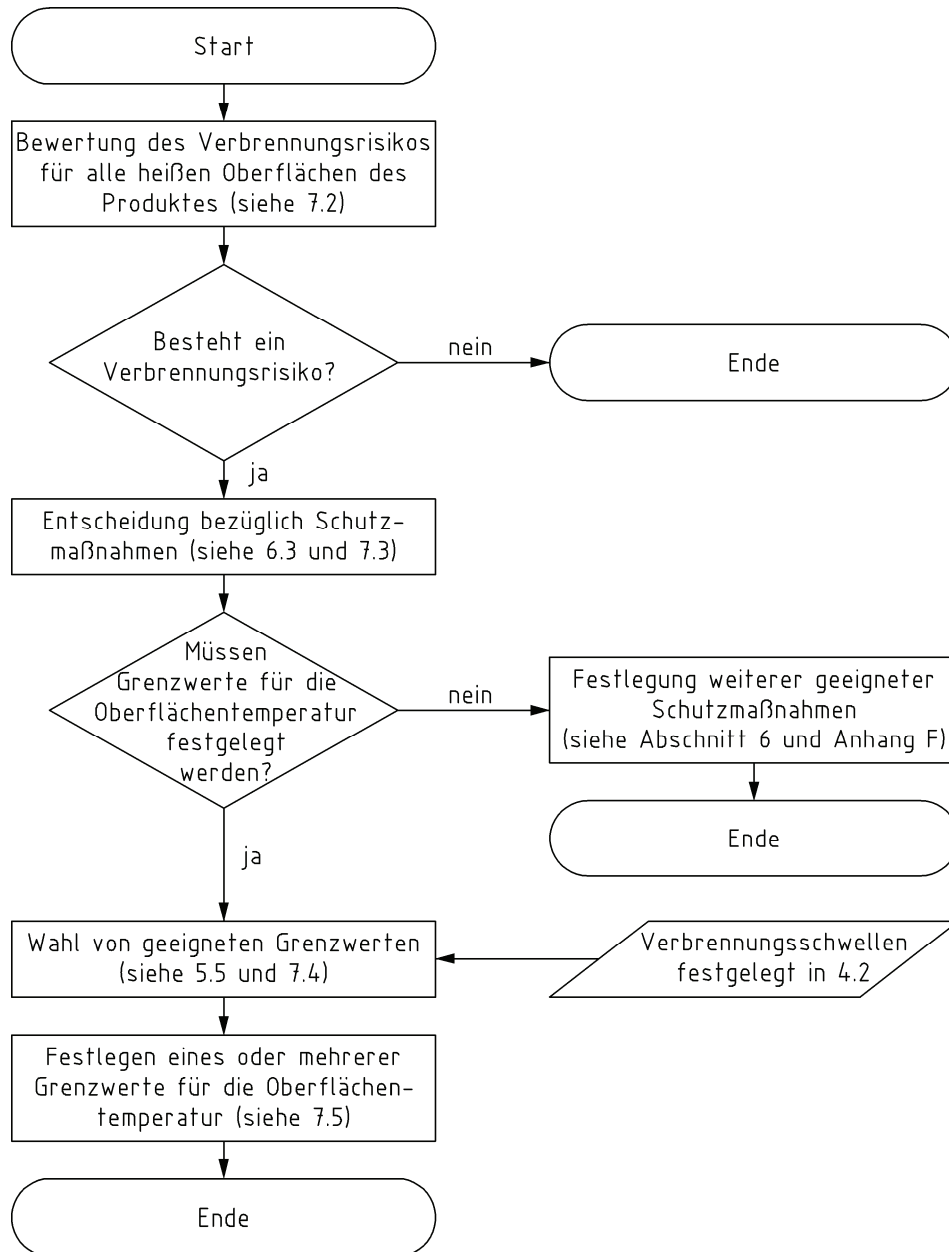 Start
Bewertung des Verbrennungsrisikos
für alle heißen Oberflächen des
Produktes (siehe 7.2)
Besteht ein
Verbrennungsrisiko?
nein
Ende
ja
Entscheidung bezüglich Schutz-
maßnahmen (siehe 6.3 und 7.3)
Müssen
Grenzwerte für die
Oberflächentemperatur
festgelegt
werden?
nein
Festlegung weiterer geeigneter
Schutzmaßnahmen
(siehe Abschnitt 6 und Anhang F)
Ende
ja
Wahl von geeigneten Grenzwerten
(siehe 5.5 und 7.4)
Verbrennungsschwellen
festgelegt in 4.2
Festlegen eines oder mehrerer
Grenzwerte für die Oberflächen-
temperatur (siehe 7.5)
Ende